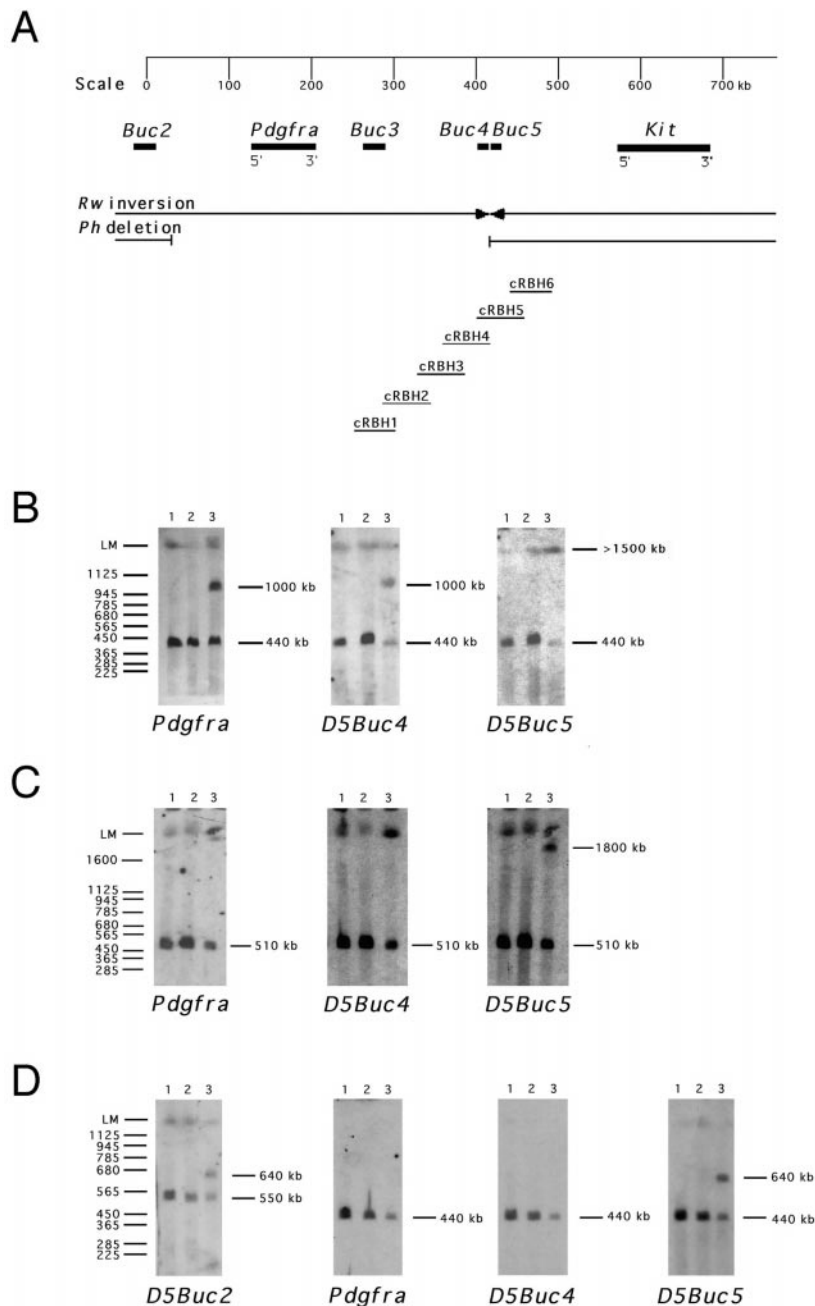 A
Scale
0 100 200 300 400 500 600 700 kb
Buc2 Pdgfra Buc3 Buc4 Buc5 Kit
5' 3' 5' 3'
Rw inversion
Ph deletion
cRBH6
cRBH5
cRBH4
cRBH3
cRBH2
cRBH1
B
1 2 3 1 2 3 1 2 3
LM >1500 kb
1125
945 1000 kb 1000 kb
785
680
565
450 440 kb 440 kb 440 kb
365
285
225
Pdgfra D5Buc4 D5Buc5
C
1 2 3 1 2 3 1 2 3
LM
1800 kb
1600
1125
945
785
680
565
450 510 kb 510 kb 510 kb
365
285
Pdgfra D5Buc4 D5Buc5
D
1 2 3 1 2 3 1 2 3 1 2 3
LM
1125
945
785
680 640 kb 640 kb
565 550 kb
450 440 kb 440 kb 440 kb
365
285
225
D5Buc2 Pdgfra D5Buc4 D5Buc5